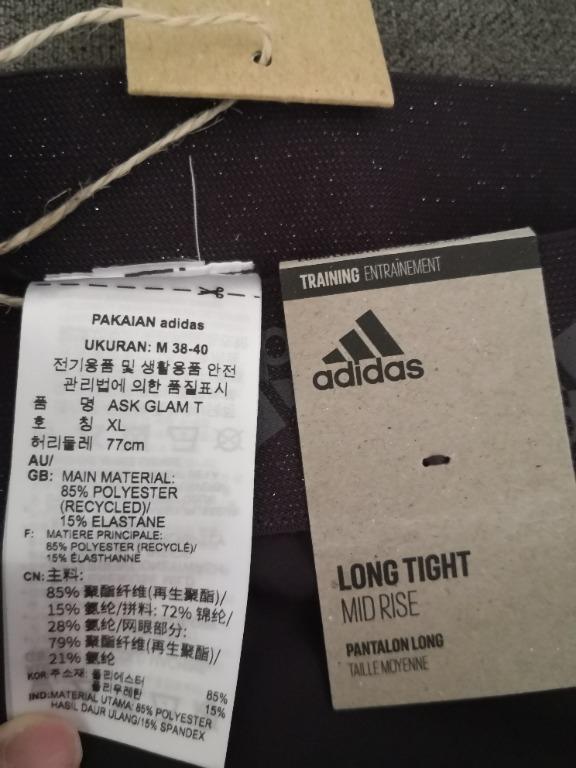 PAKAIAN adidas
UKURAN: M 38-40
전기용품 및 생활용품 안전
관리법에 의한 품질표시
품 명 ASK GLAM T
호 칭 XL
허리둘레 77cm
AU/
GB: MAIN MATERIAL:
85% POLYESTER
(RECYCLED)/
15% ELASTANE
F: MATIERE PRINCIPALE:
85% POLYESTER (RECYCLÉ)/
15% ÉLASTHANNE
CN: 主料:
85% 聚酯纤维(再生聚酯)/
15% 氨纶/拼料: 72% 锦纶/
28% 氨纶/网眼部分:
79% 聚酯纤维(再生聚酯)/
21% 氨纶
KOR: 주소재: 폴리에스터 85%
폴리우레탄 15%
IND: MATERIAL UTAMA: 85% POLYESTER
HASIL DAUR ULANG/15% SPANDEX
TRAINING ENTRAÎNEMENT
adidas
LONG TIGHT
MID RISE
PANTALON LONG
TAILLE MOYENNE